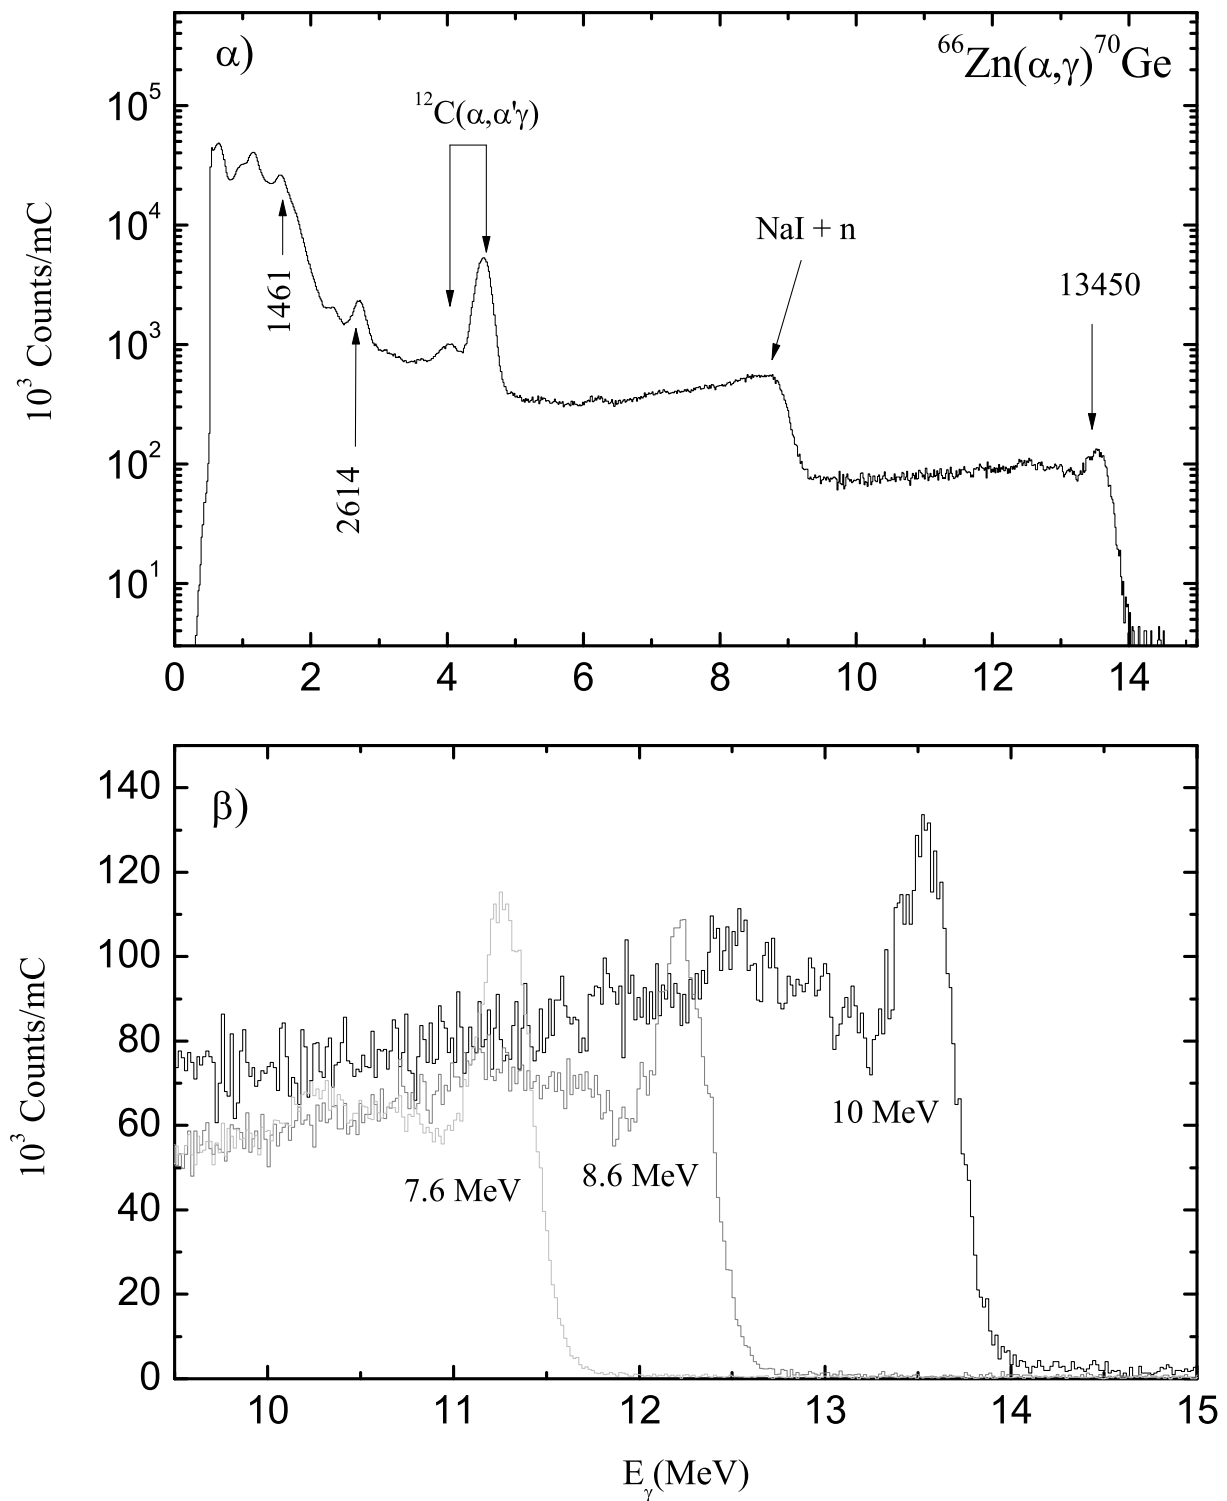 α)
⁶⁶Zn(α,γ)⁷⁰Ge
¹²C(α,α'γ)
NaI + n
13450
1461
2614
10³ Counts/mC
10⁵
10⁴
10³
10²
10¹
0 2 4 6 8 10 12 14
β)
10³ Counts/mC
140
120
100
80
60
40
20
0
10 MeV
8.6 MeV
7.6 MeV
10 11 12 13 14 15
E_γ(MeV)